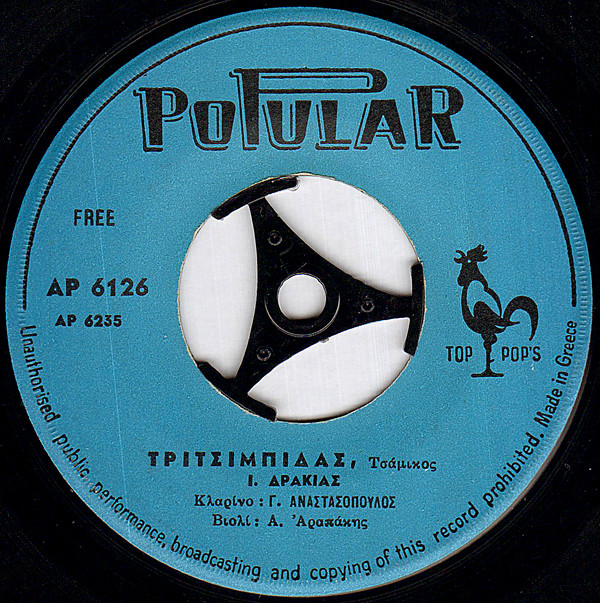 POPULAR
FREE
AP 6126
AP 6235
TOP POP'S
ΤΡΙΤΣΙΜΠΙΔΑΣ, Τσάμικος
Ι. ΔΡΑΚΙΑΣ
Κλαρίνο : Γ. ΑΝΑΣΤΑΣΟΠΟΥΛΟΣ
Βιολί : Α. Ἀραπάκης
Unauthorised public performance, broadcasting and copying of this record prohibited. Made in Greece